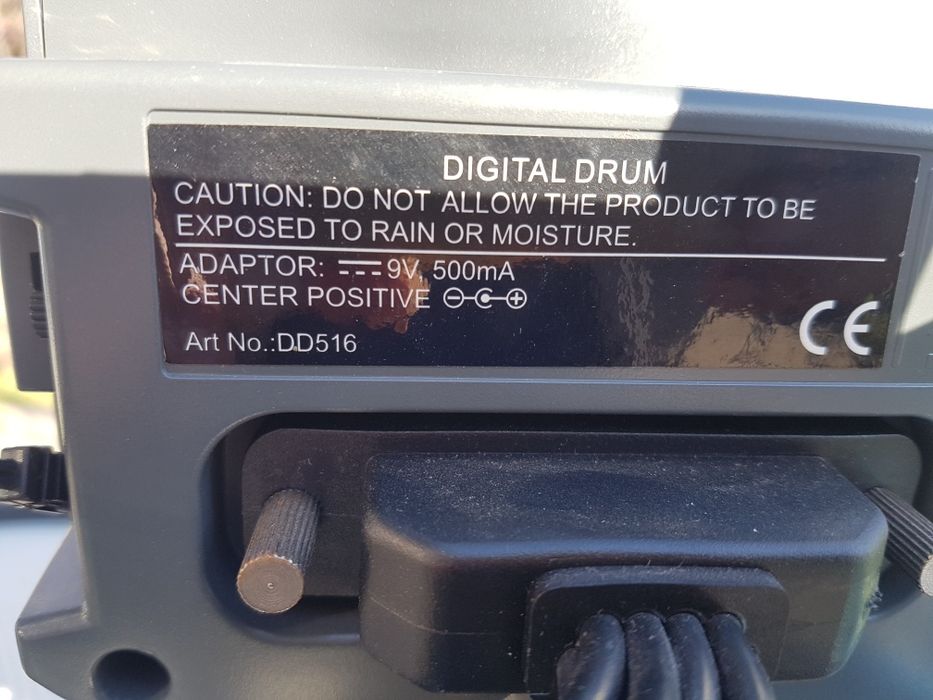 DIGITAL DRUM
CAUTION: DO NOT ALLOW THE PRODUCT TO BE
EXPOSED TO RAIN OR MOISTURE.
ADAPTOR: ⎓ 9V, 500mA
CENTER POSITIVE
Art No.:DD516
CE